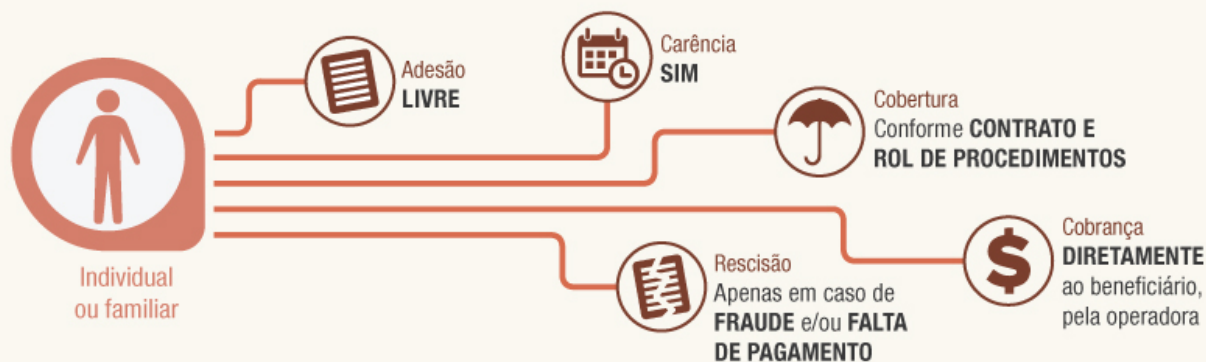 Individual
ou familiar
Adesão
LIVRE
Carência
SIM
Cobertura
Conforme CONTRATO E
ROL DE PROCEDIMENTOS
Cobrança
DIRETAMENTE
ao beneficiário,
pela operadora
Rescisão
Apenas em caso de
FRAUDE e/ou FALTA
DE PAGAMENTO